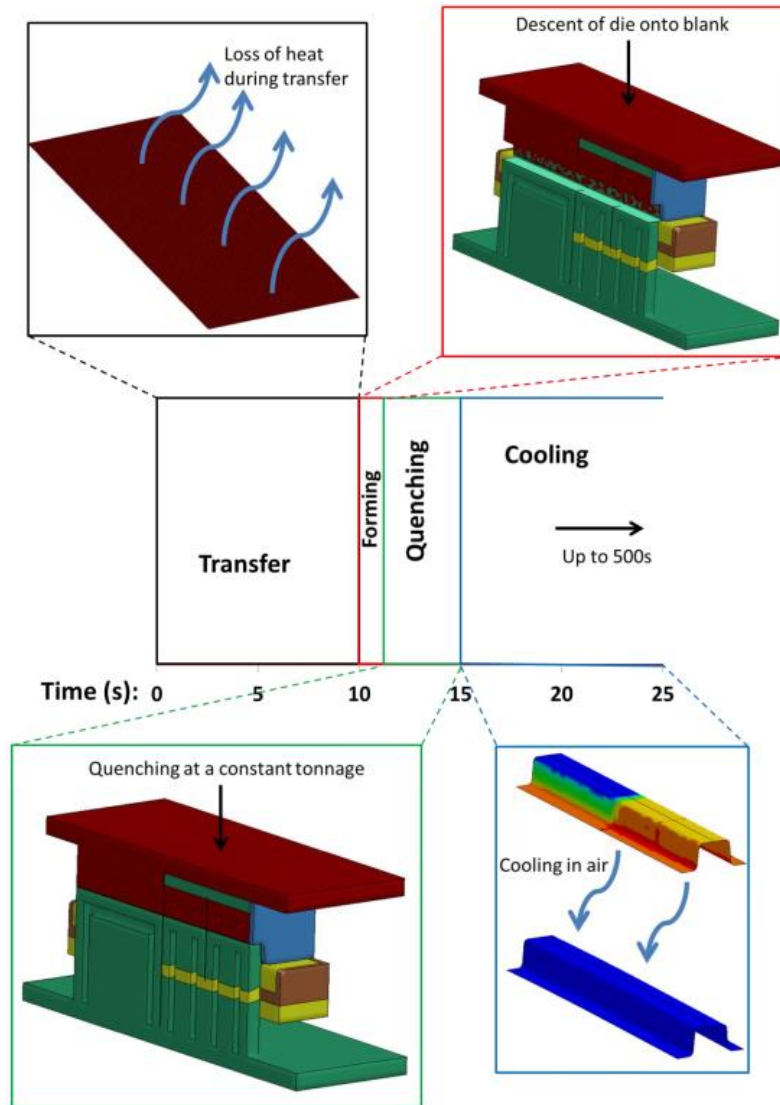 Loss of heat
during transfer
Descent of die onto blank
Transfer
Forming
Quenching
Cooling
Up to 500s
Time (s): 0 5 10 15 20 25
Quenching at a constant tonnage
Cooling in air